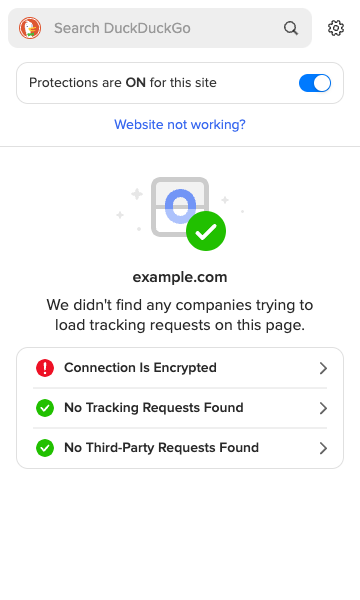 Search DuckDuckGo
Protections are ON for this site
Website not working?
example.com
We didn't find any companies trying to
load tracking requests on this page.
Connection Is Encrypted
No Tracking Requests Found
No Third-Party Requests Found